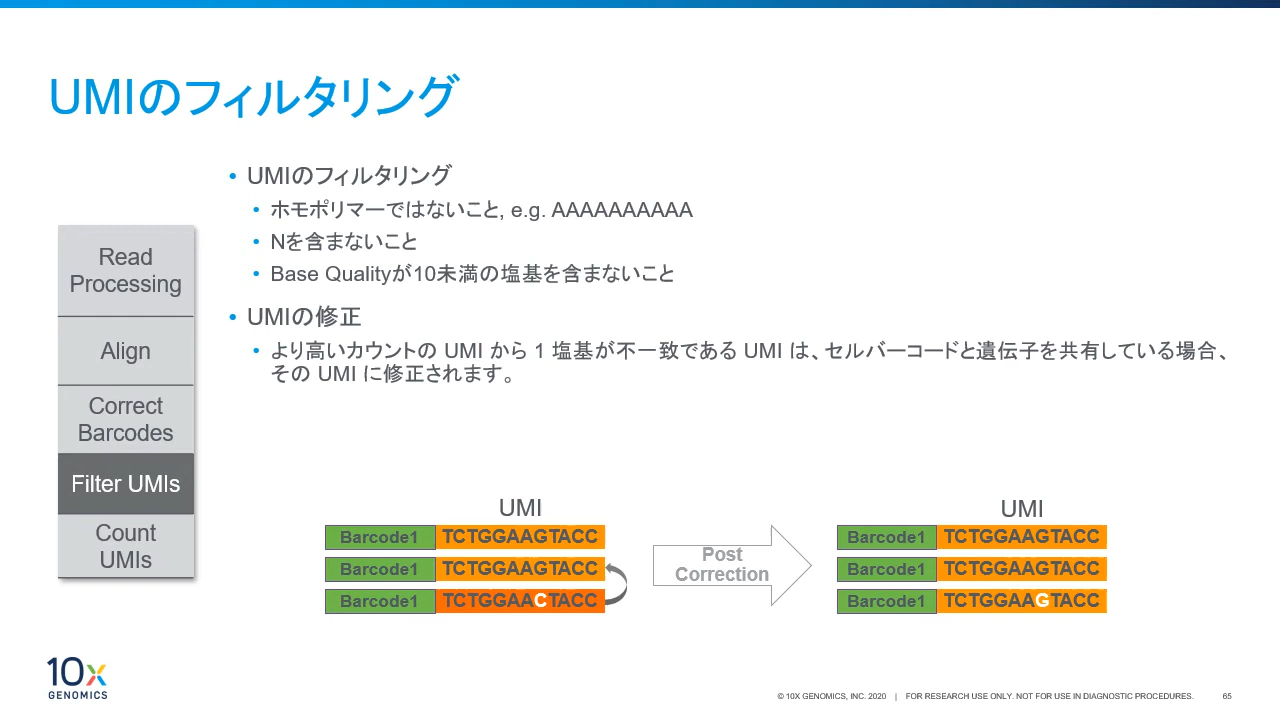 UMIのフィルタリング
• UMIのフィルタリング
• ホモポリマーではないこと, e.g. AAAAAAAAAA
• Nを含まないこと
• Base Qualityが10未満の塩基を含まないこと
• UMIの修正
• より高いカウントの UMI から 1 塩基が不一致である UMI は、セルバーコードと遺伝子を共有している場合、
その UMI に修正されます。
Read
Processing
Align
Correct
Barcodes
Filter UMIs
Count
UMIs
UMI
Barcode1 TCTGGAAGTACC
Barcode1 TCTGGAAGTACC
Barcode1 TCTGGAACTACC
Post
Correction
UMI
Barcode1 TCTGGAAGTACC
Barcode1 TCTGGAAGTACC
Barcode1 TCTGGAAGTACC
10x
GENOMICS
© 10X GENOMICS, INC. 2020 | FOR RESEARCH USE ONLY. NOT FOR USE IN DIAGNOSTIC PROCEDURES. 65